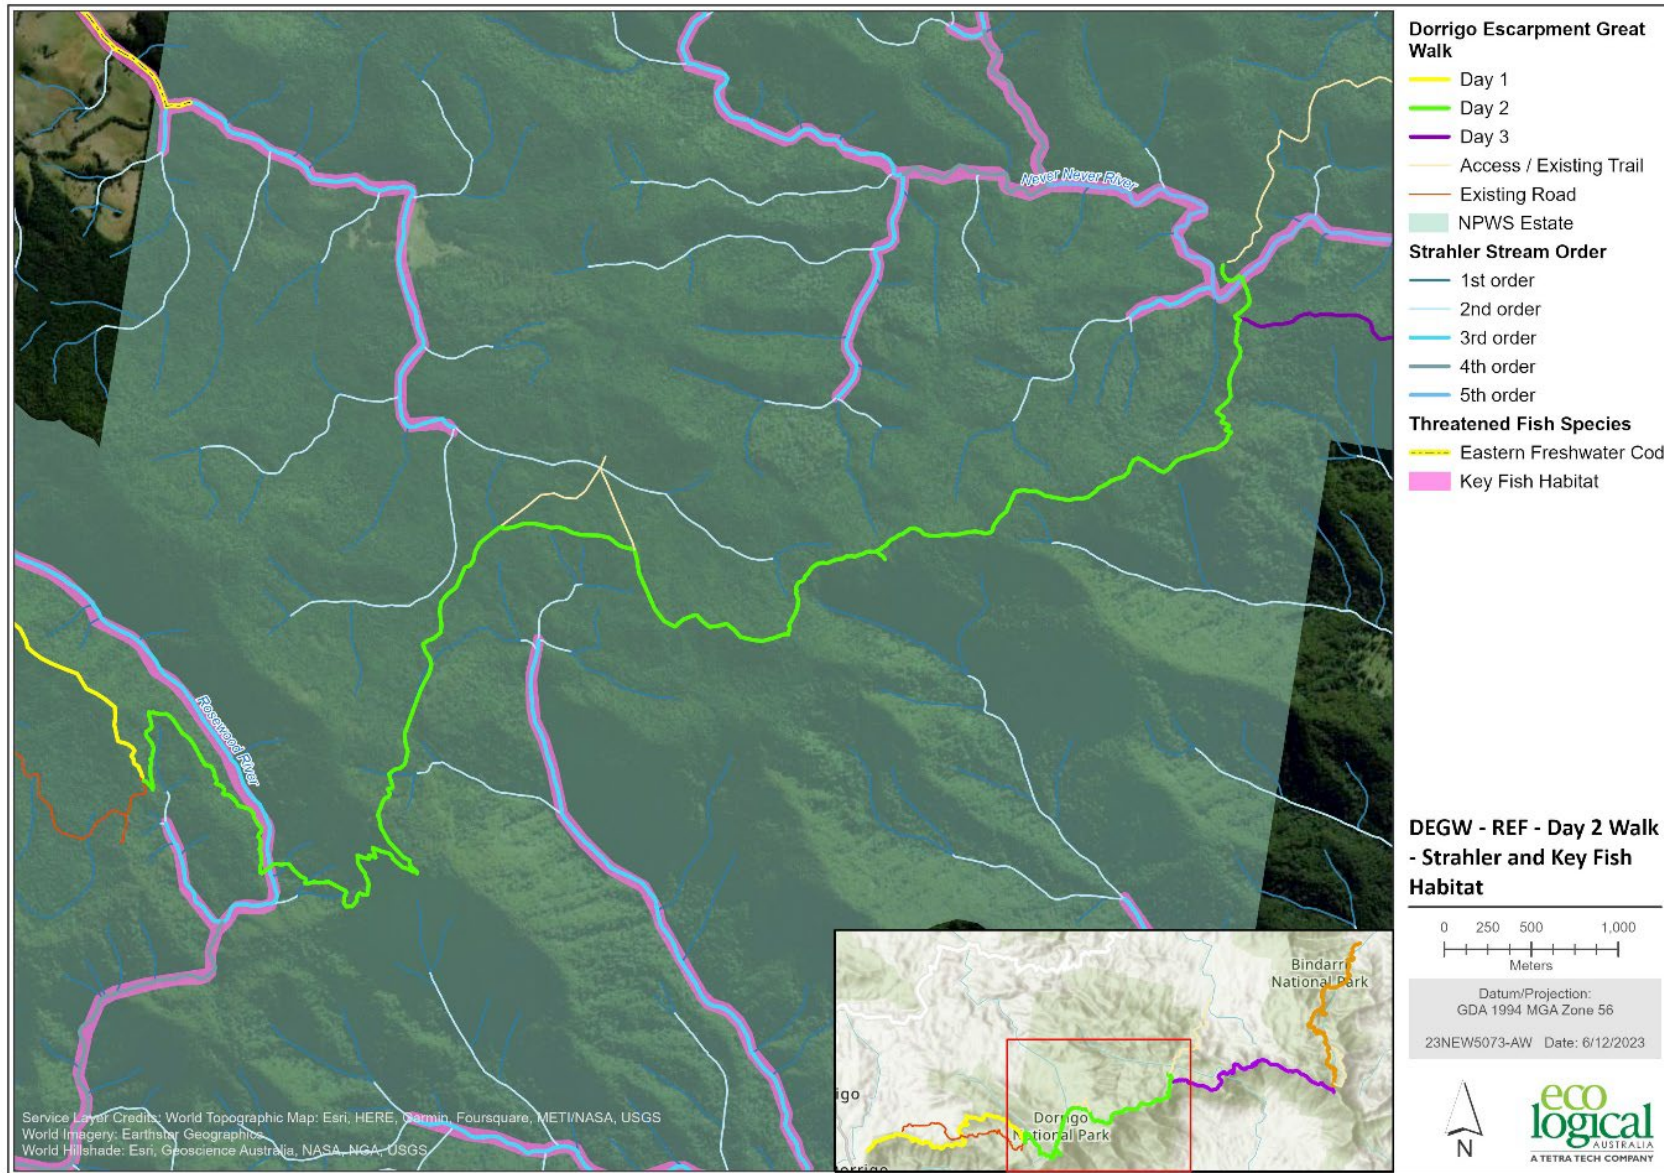 Never Never River
Rosewood River
Service Layer Credits: World Topographic Map: Esri, HERE, Garmin, Foursquare, METI/NASA, USGS
World Imagery: Earthstar Geographics
World Hillshade: Esri, Geoscience Australia, NASA, NGA, USGS
Bindarri
National Park
Dorrigo
National Park
rigo
orrigo
Dorrigo Escarpment Great
Walk
Day 1
Day 2
Day 3
Access / Existing Trail
Existing Road
NPWS Estate
Strahler Stream Order
1st order
2nd order
3rd order
4th order
5th order
Threatened Fish Species
Eastern Freshwater Cod
Key Fish Habitat
DEGW - REF - Day 2 Walk
- Strahler and Key Fish
Habitat
0 250 500 1,000
Meters
Datum/Projection:
GDA 1994 MGA Zone 56
23NEW5073-AW Date: 6/12/2023
N
eco
logical
AUSTRALIA
A TETRA TECH COMPANY